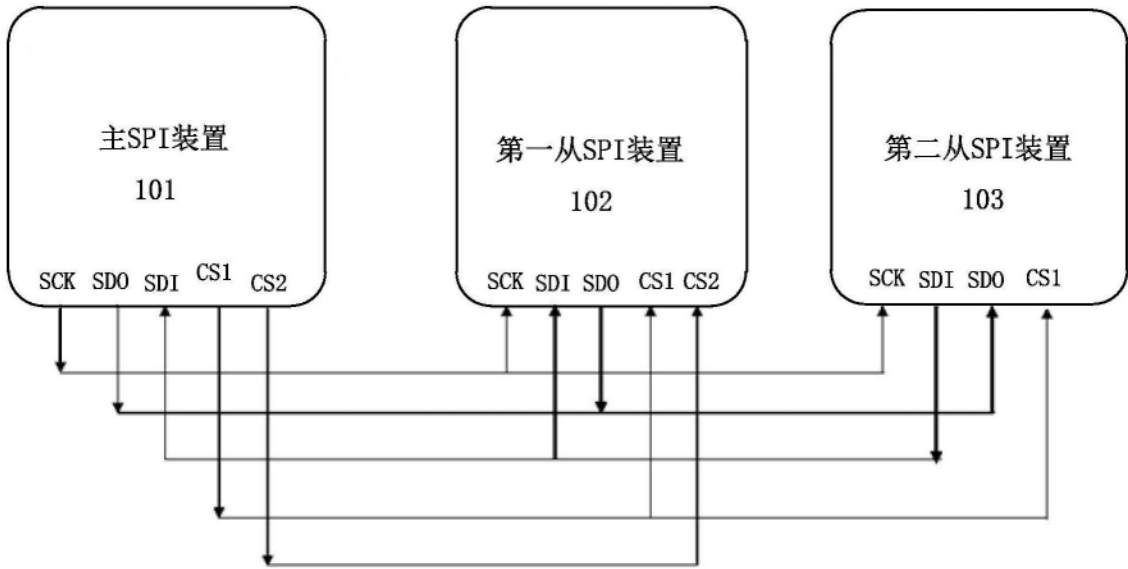 主SPI装置
101
SCK SDO SDI CS1 CS2
第一从SPI装置
102
SCK SDI SDO CS1 CS2
第二从SPI装置
103
SCK SDI SDO CS1